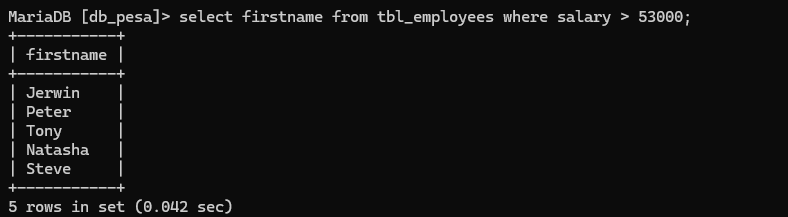 MariaDB [db_pesa]> select firstname from tbl_employees where salary > 53000;
+-----------+
| firstname |
+-----------+
| Jerwin    |
| Peter     |
| Tony      |
| Natasha   |
| Steve     |
+-----------+
5 rows in set (0.042 sec)